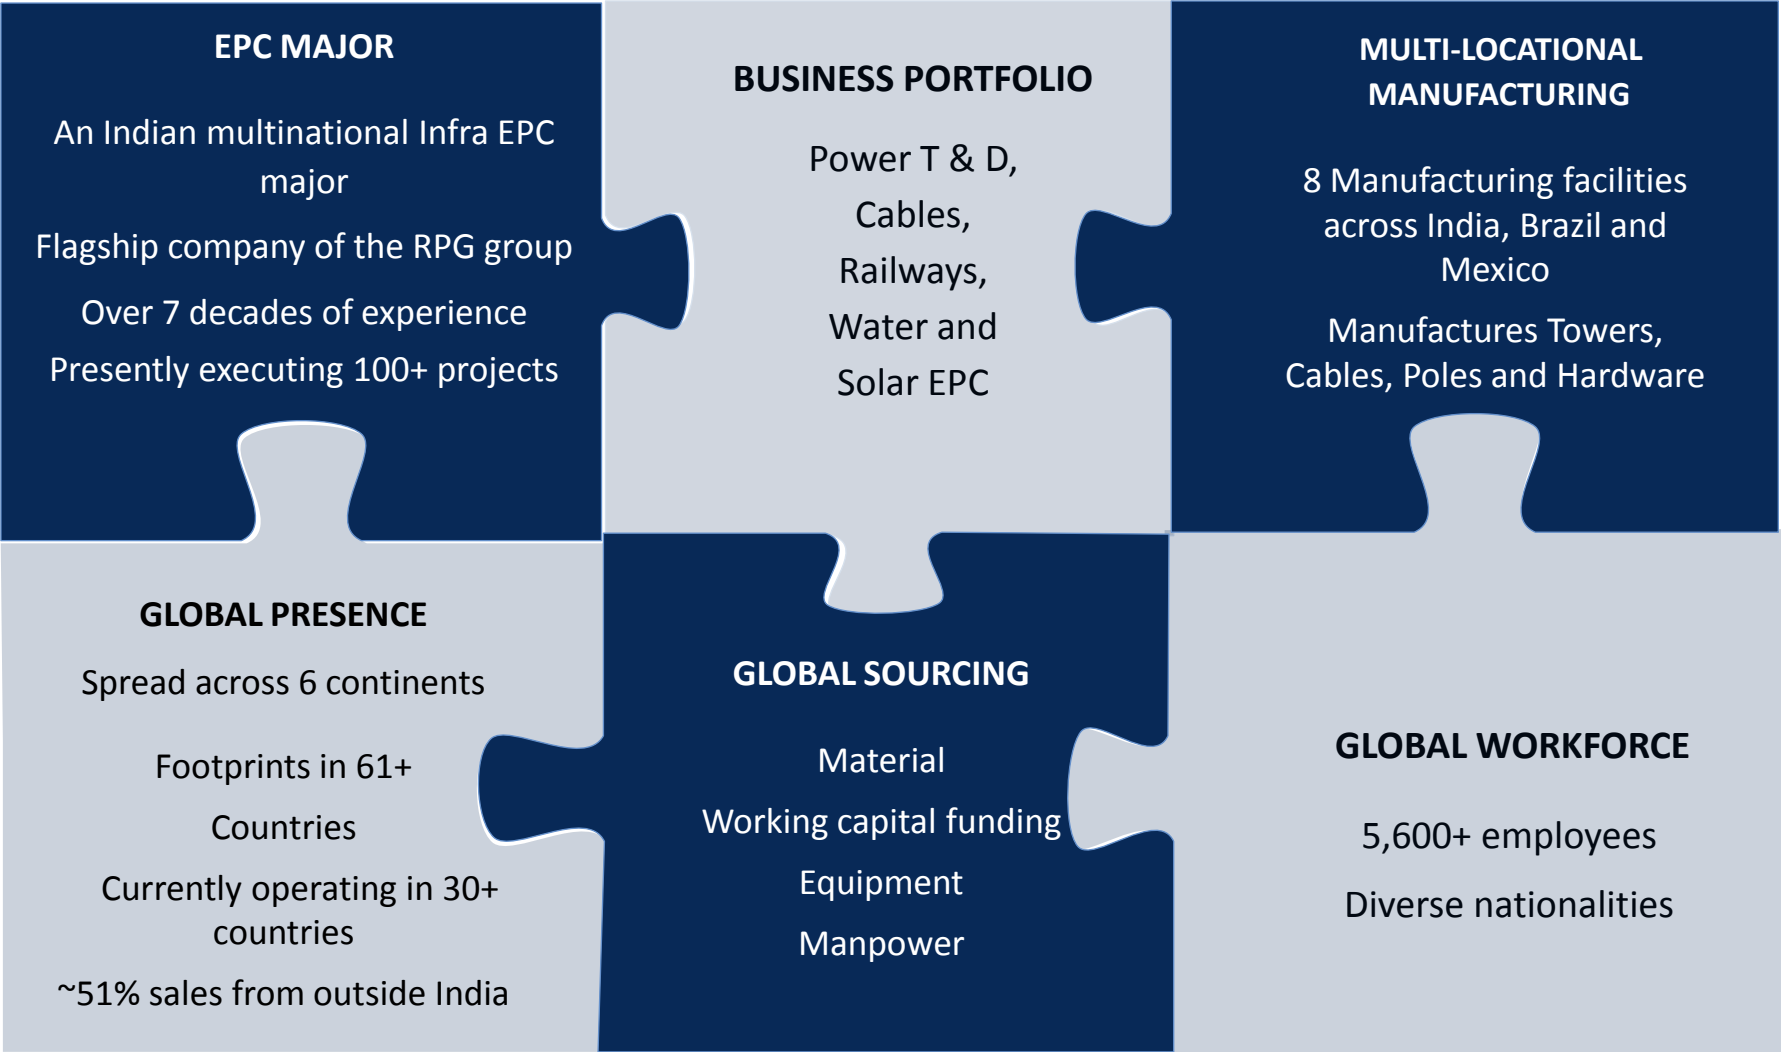 EPC MAJOR
An Indian multinational Infra EPC
major
Flagship company of the RPG group
Over 7 decades of experience
Presently executing 100+ projects
BUSINESS PORTFOLIO
Power T & D,
Cables,
Railways,
Water and
Solar EPC
MULTI-LOCATIONAL
MANUFACTURING
8 Manufacturing facilities
across India, Brazil and
Mexico
Manufactures Towers,
Cables, Poles and Hardware
GLOBAL PRESENCE
Spread across 6 continents
Footprints in 61+
Countries
Currently operating in 30+
countries
~51% sales from outside India
GLOBAL SOURCING
Material
Working capital funding
Equipment
Manpower
GLOBAL WORKFORCE
5,600+ employees
Diverse nationalities